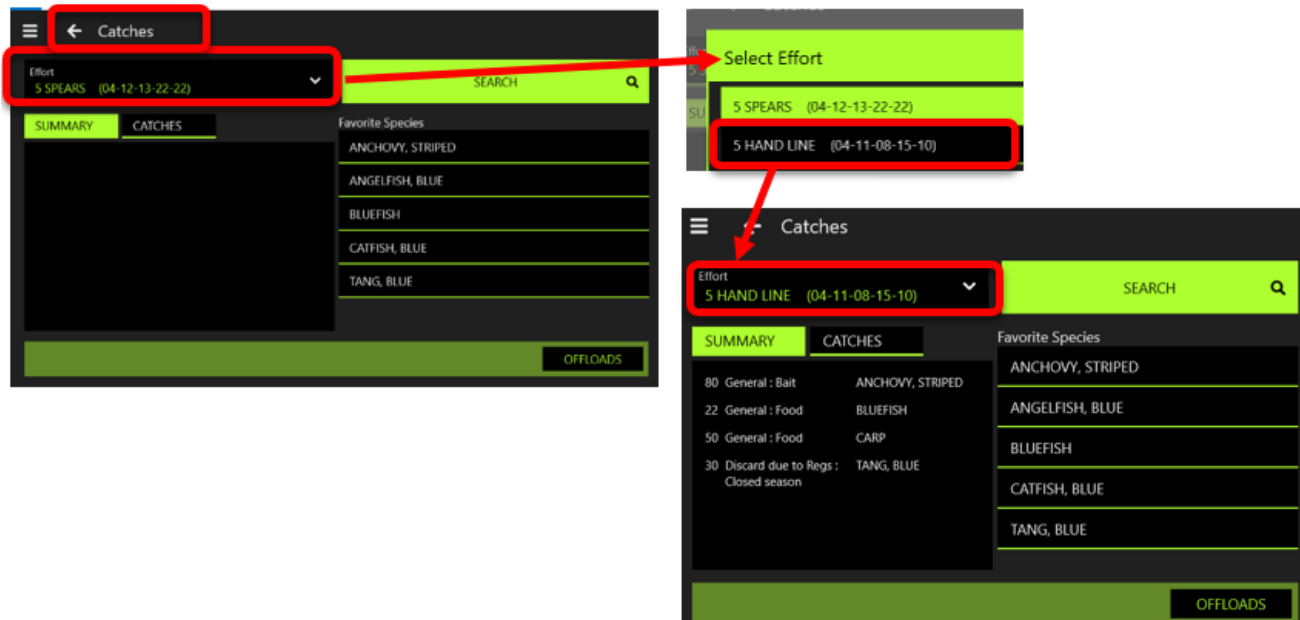 Catches
Effort
5 SPEARS (04-12-13-22-22)
SEARCH
SUMMARY CATCHES
Favorite Species
ANCHOVY, STRIPED
ANGELFISH, BLUE
BLUEFISH
CATFISH, BLUE
TANG, BLUE
OFFLOADS
Select Effort
5 SPEARS (04-12-13-22-22)
5 HAND LINE (04-11-08-15-10)
Catches
Effort
5 HAND LINE (04-11-08-15-10)
SEARCH
SUMMARY CATCHES
80 General : Bait ANCHOVY, STRIPED
22 General : Food BLUEFISH
50 General : Food CARP
30 Discard due to Regs : TANG, BLUE
Closed season
Favorite Species
ANCHOVY, STRIPED
ANGELFISH, BLUE
BLUEFISH
CATFISH, BLUE
TANG, BLUE
OFFLOADS